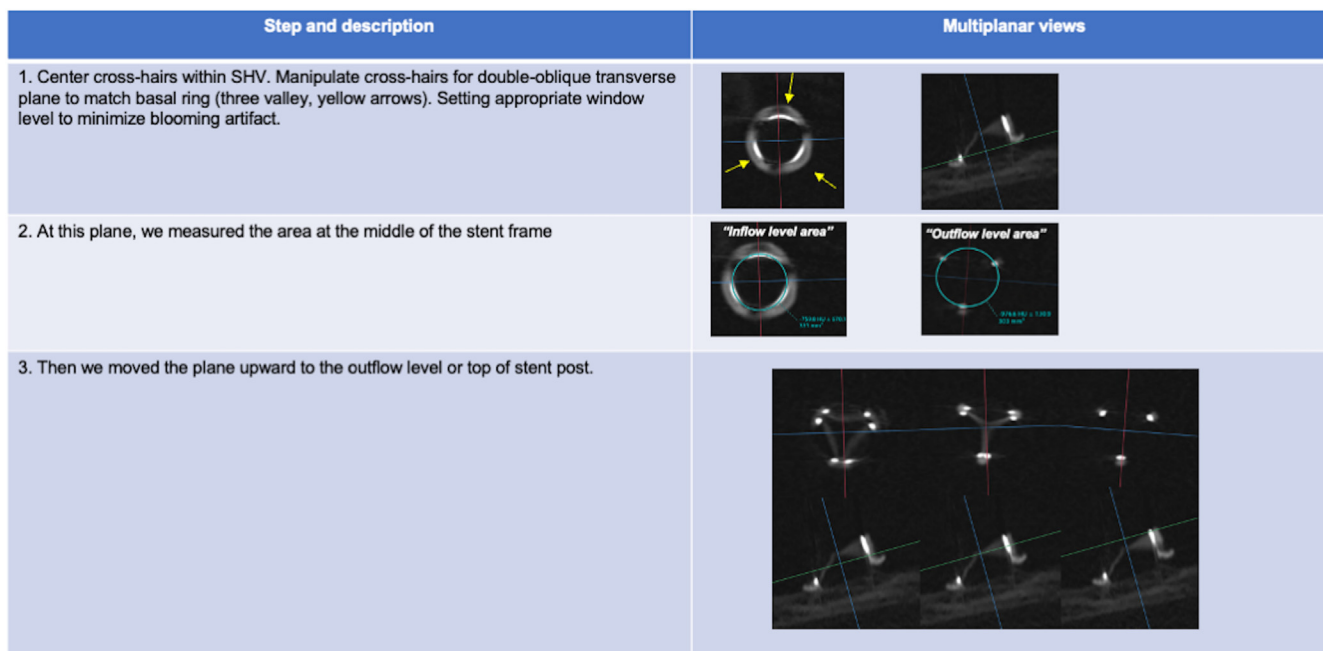 Step and description
Multiplanar views
1. Center cross-hairs within SHV. Manipulate cross-hairs for double-oblique transverse
plane to match basal ring (three valley, yellow arrows). Setting appropriate window
level to minimize blooming artifact.
2. At this plane, we measured the area at the middle of the stent frame
“Inflow level area”
“Outflow level area”
3. Then we moved the plane upward to the outflow level or top of stent post.